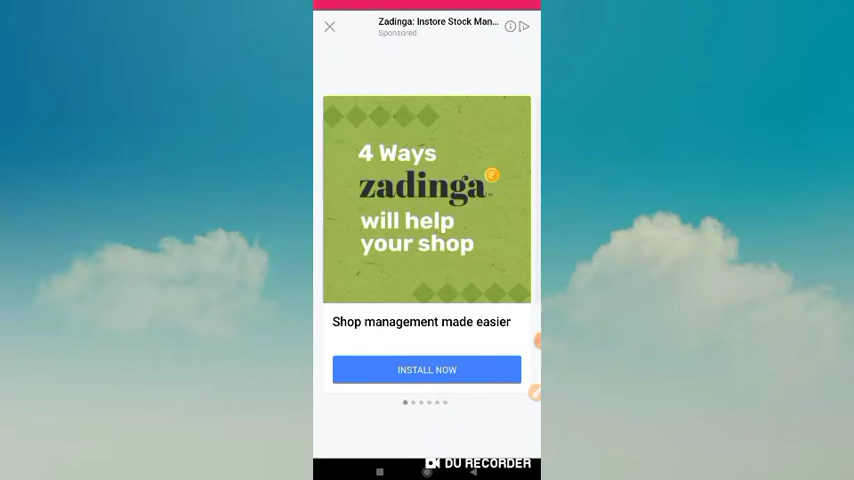 Zadinga: Instore Stock Man...
Sponsored
4 Ways
zadinga
will help
your shop
Shop management made easier
INSTALL NOW
DU RECORDER